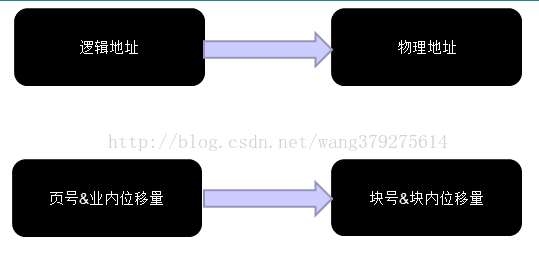 逻辑地址
物理地址
http://blog.csdn.net/wang379275614
页号&业内位移量
块号&块内位移量